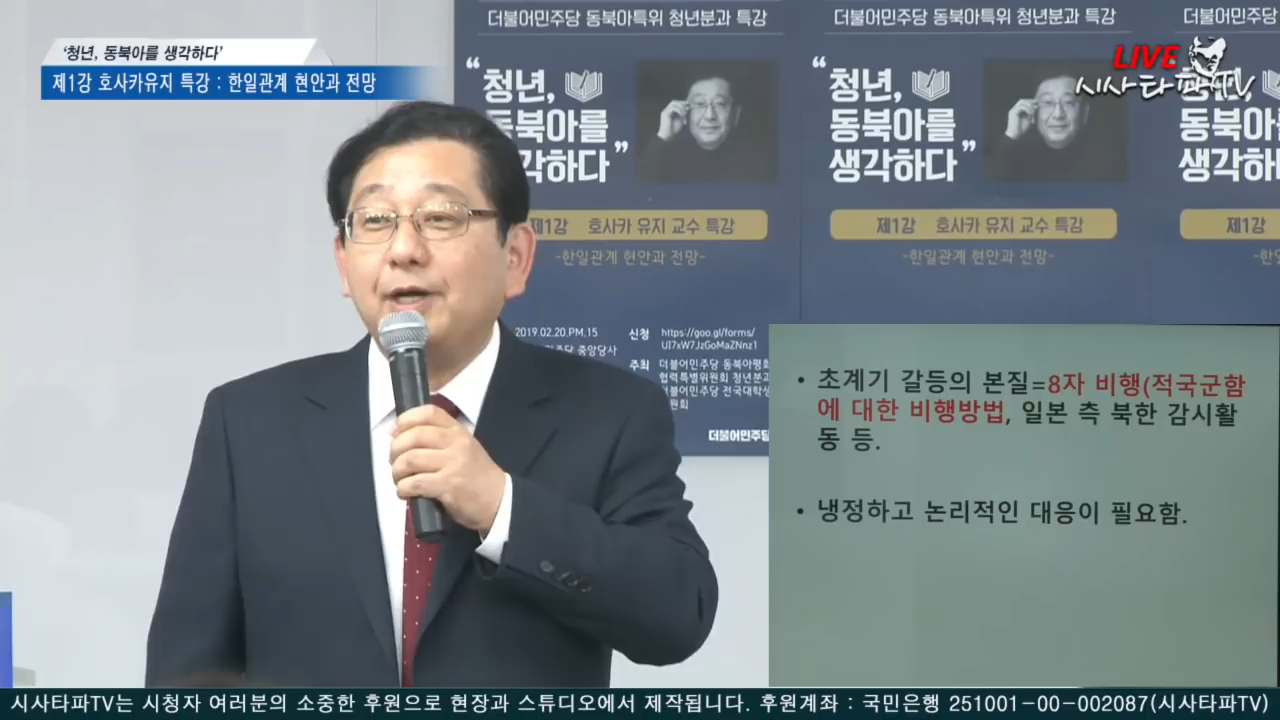 ‘청년, 동북아를 생각하다’
제1강 호사카유지 특강 : 한일관계 현안과 전망
LIVE
시사타파TV
더불어민주당 동북아특위 청년분과 특강
“청년,
동북아를
각하다”
제1강 호사카 유지 교수 특강
-한일관계 현안과 전망-
2019.02.20.PM.15
중앙당사
신청
https://goo.gl/forms/
UI7xW7JzGoMaZNnz1
주최
더불어민주당 동북아평화
협력특별위원회 청년분과
더불어민주당 전국대학생
위원회
더불어민주당
더불어민주당 동북아특위 청년분과 특강
“청년,
동북아를
생각하다”
제1강 호사카 유지 교수 특강
-한일관계 현안과 전망-
더불어민주
동북아
생각하
제1강
• 초계기 갈등의 본질=8자 비행(적국군함
에 대한 비행방법, 일본 측 북한 감시활
동 등.
• 냉정하고 논리적인 대응이 필요함.
시사타파TV는 시청자 여러분의 소중한 후원으로 현장과 스튜디오에서 제작됩니다. 후원계좌 : 국민은행 251001-00-002087(시사타파TV)